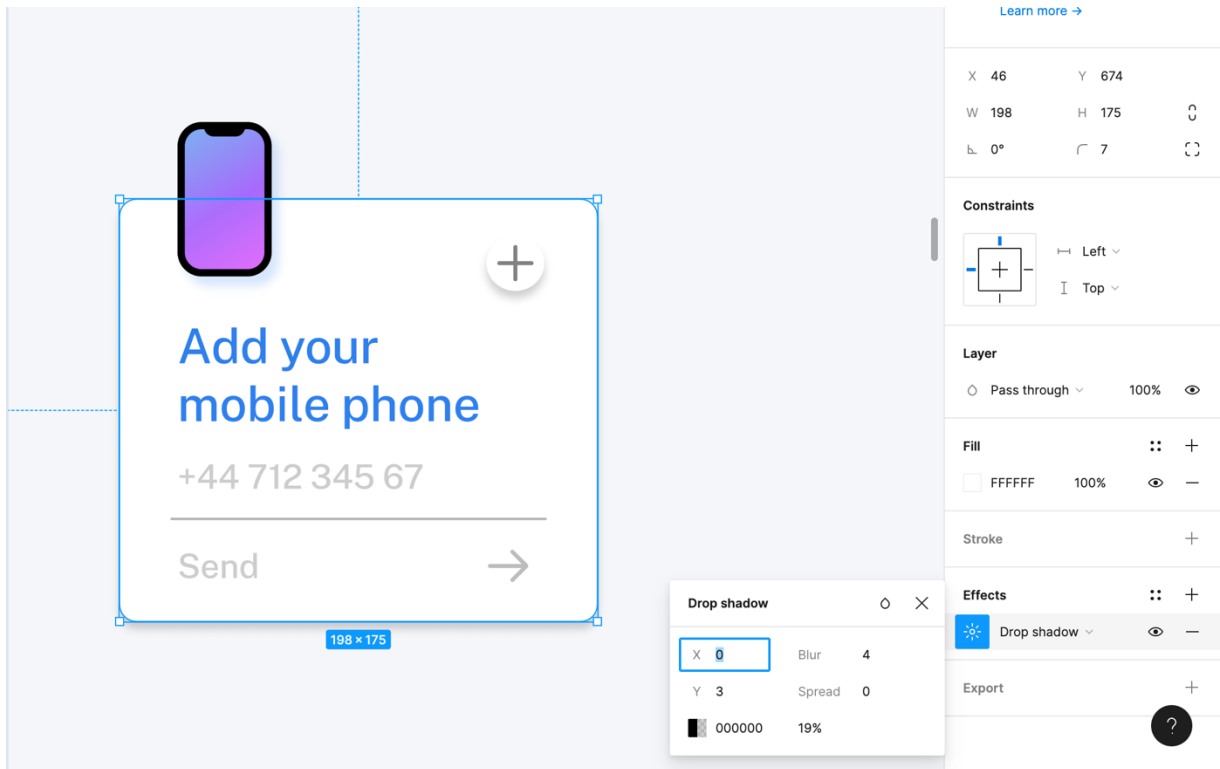 Learn more →
X 46 Y 674
W 198 H 175
0° 7
Constraints
Left
Top
Layer
Pass through 100%
Fill
FFFFFF 100%
Stroke
Effects
Drop shadow
Export
?
Add your
mobile phone
+44 712 345 67
Send
198 × 175
Drop shadow
X 0 Blur 4
Y 3 Spread 0
000000 19%